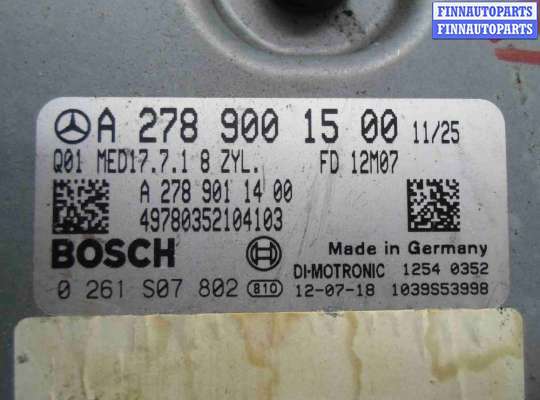 FINNAUTOPARTS
FINNAUTOPARTS
A 278 900 15 00 11/25
Q01 MED17.7.1 8 ZYL. FD 12M07
A 278 901 14 00
49780352104103
BOSCH Made in Germany
DI-MOTRONIC 1254 0352
0 261 S07 802 810 12-07-18 1039S53998